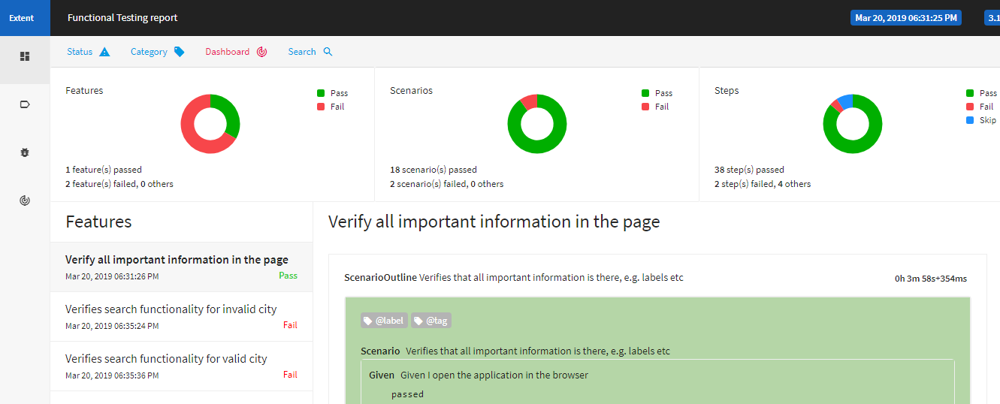 Extent
Functional Testing report
Mar 20, 2019 06:31:25 PM
3.1
Status
Category
Dashboard
Search
Features
Pass
Fail
1 feature(s) passed
2 feature(s) failed, 0 others
Scenarios
Pass
Fail
18 scenario(s) passed
2 scenario(s) failed, 0 others
Steps
Pass
Fail
Skip
38 step(s) passed
2 step(s) failed, 4 others
Features
Verify all important information in the page
Mar 20, 2019 06:31:26 PM
Pass
Verifies search functionality for invalid city
Mar 20, 2019 06:35:24 PM
Fail
Verifies search functionality for valid city
Mar 20, 2019 06:35:36 PM
Fail
Verify all important information in the page
ScenarioOutline Verifies that all important information is there, e.g. labels etc
0h 3m 58s+354ms
@label
@tag
Scenario Verifies that all important information is there, e.g. labels etc
Given Given I open the application in the browser
passed